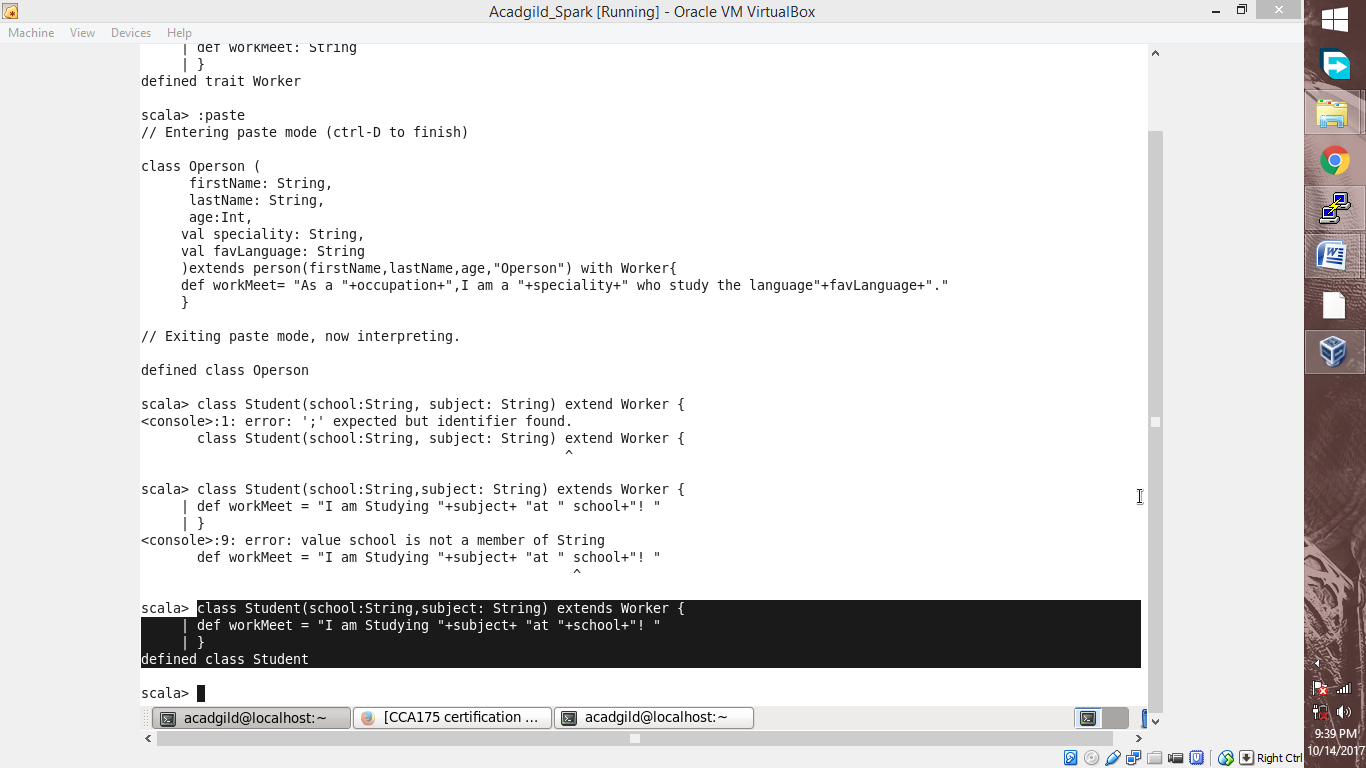 Acadgild_Spark [Running] - Oracle VM VirtualBox
Machine View Devices Help
| def workMeet: String
| }
defined trait Worker
scala> :paste
// Entering paste mode (ctrl-D to finish)
class Operson (
firstName: String,
lastName: String,
age:Int,
val speciality: String,
val favLanguage: String
)extends person(firstName,lastName,age,"Operson") with Worker{
def workMeet= "As a "+occupation+",I am a "+speciality+" who study the language"+favLanguage+"."
}
// Exiting paste mode, now interpreting.
defined class Operson
scala> class Student(school:String, subject: String) extend Worker {
<console>:1: error: ';' expected but identifier found.
class Student(school:String, subject: String) extend Worker {
^
scala> class Student(school:String,subject: String) extends Worker {
| def workMeet = "I am Studying "+subject+ "at " school+"! "
| }
<console>:9: error: value school is not a member of String
def workMeet = "I am Studying "+subject+ "at " school+"! "
^
scala> class Student(school:String,subject: String) extends Worker {
| def workMeet = "I am Studying "+subject+ "at "+school+"! "
| }
defined class Student
scala>
acadgild@localhost:~ [CCA175 certification ... acadgild@localhost:~
Right Ctrl
9:39 PM
10/14/2017